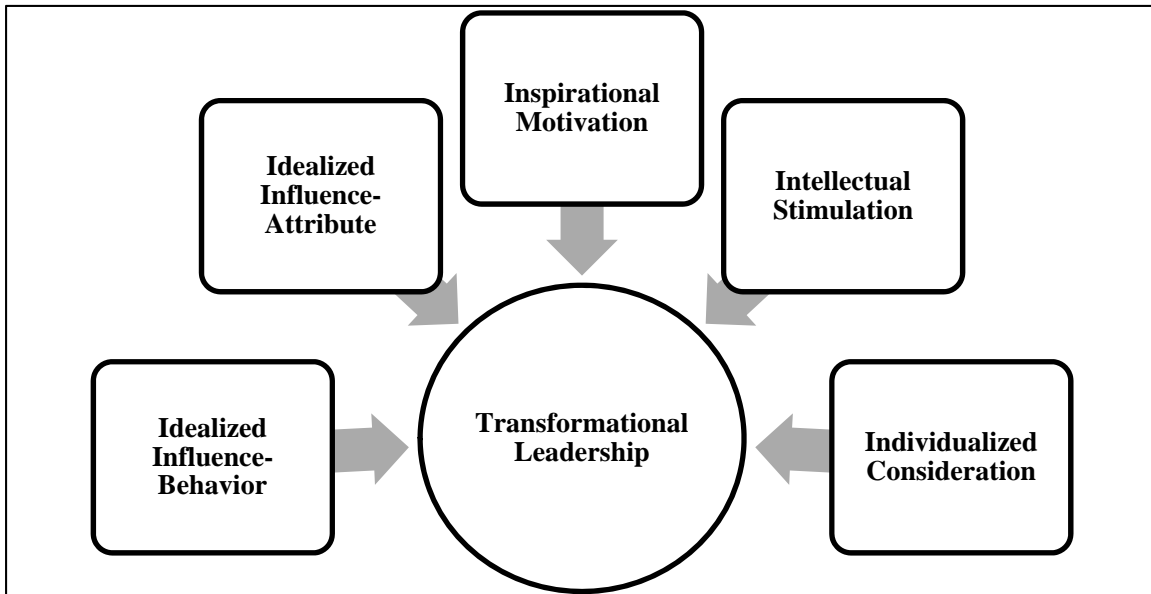 Inspirational
Motivation
Idealized
Influence-
Attribute
Intellectual
Stimulation
Idealized
Influence-
Behavior
Transformational
Leadership
Individualized
Consideration